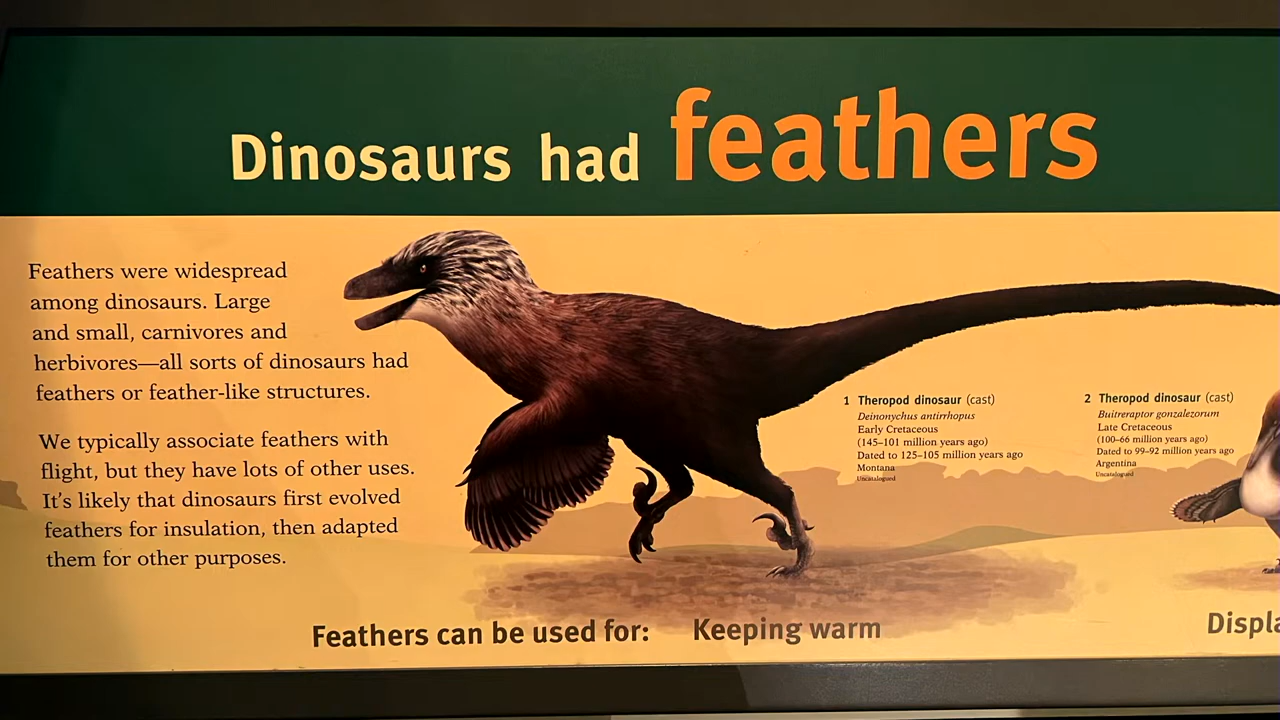 Dinosaurs had feathers
Feathers were widespread
among dinosaurs. Large
and small, carnivores and
herbivores—all sorts of dinosaurs had
feathers or feather-like structures.
We typically associate feathers with
flight, but they have lots of other uses.
It's likely that dinosaurs first evolved
feathers for insulation, then adapted
them for other purposes.
1 Theropod dinosaur (cast)
Deinonychus antirrhopus
Early Cretaceous
(145–101 million years ago)
Dated to 125–105 million years ago
Montana
Uncatalogued
2 Theropod dinosaur (cast)
Buitreraptor gonzalezorum
Late Cretaceous
(100–66 million years ago)
Dated to 99–92 million years ago
Argentina
Uncatalogued
Feathers can be used for: Keeping warm